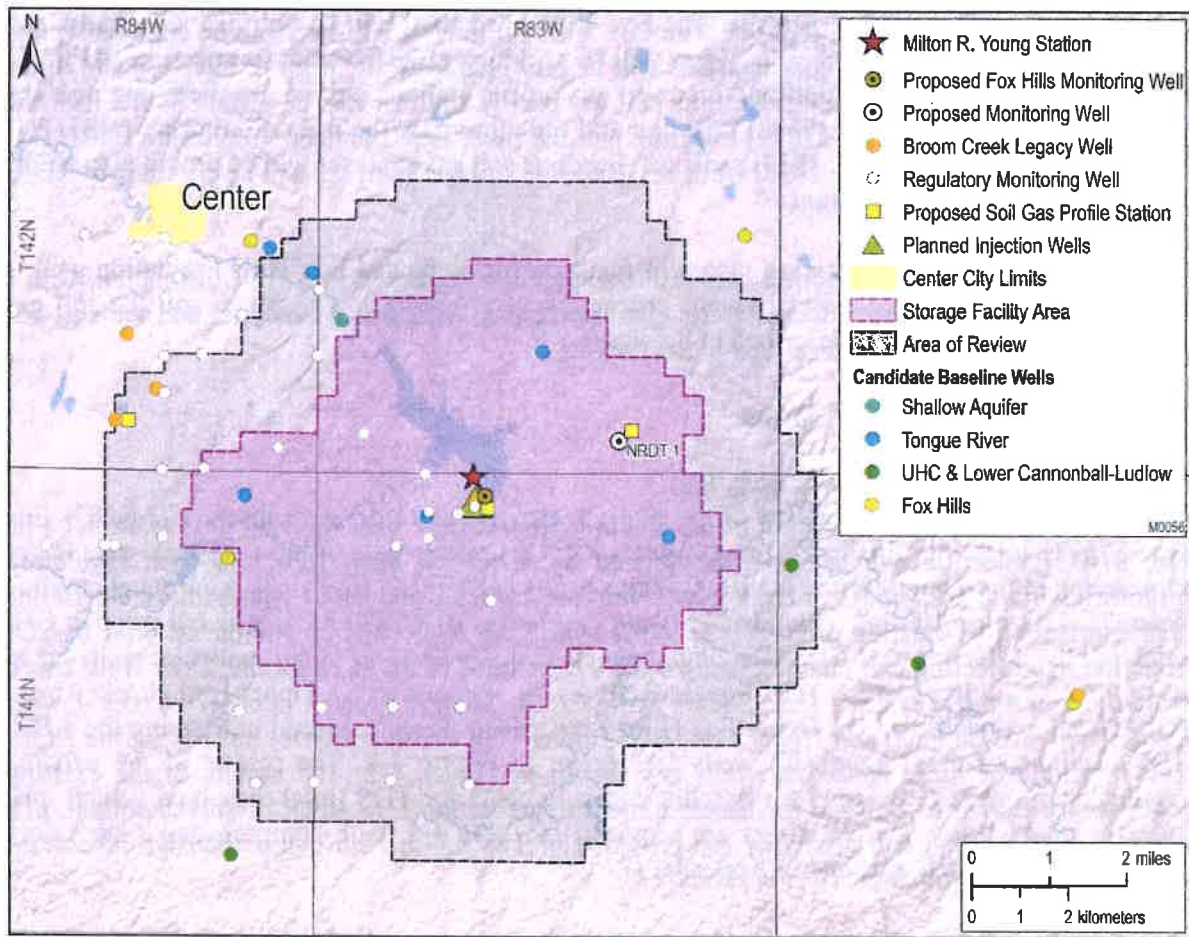 N
R84W
R83W
Center
T142N
T141N
NRDT 1
Milton R. Young Station
Proposed Fox Hills Monitoring Well
Proposed Monitoring Well
Broom Creek Legacy Well
Regulatory Monitoring Well
Proposed Soil Gas Profile Station
Planned Injection Wells
Center City Limits
Storage Facility Area
Area of Review
Candidate Baseline Wells
Shallow Aquifer
Tongue River
UHC & Lower Cannonball-Ludlow
Fox Hills
M0056
0 1 2 miles
0 1 2 kilometers